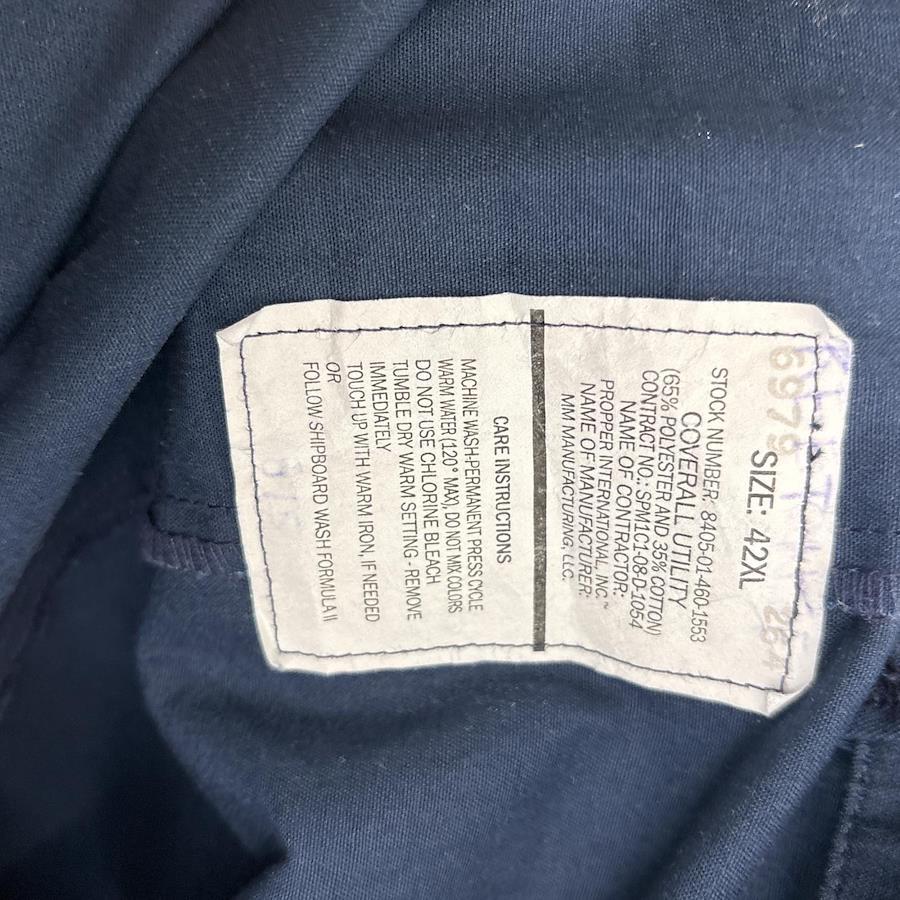 6979 254
SIZE: 42XL
STOCK NUMBER: 8405-01-460-1553
COVERALL UTILITY
(65% POLYESTER AND 35% COTTON)
CONTRACT NO.: SPM1C1-08-D-1054
NAME OF CONTRACTOR:
PROPPER INTERNATIONAL, INC.™
NAME OF MANUFACTURER:
MM MANUFACTURING, LLC.
CARE INSTRUCTIONS
MACHINE WASH-PERMANENT PRESS CYCLE
WARM WATER (120° MAX), DO NOT MIX COLORS
DO NOT USE CHLORINE BLEACH
TUMBLE DRY WARM SETTING - REMOVE
IMMEDIATELY
TOUCH UP WITH WARM IRON, IF NEEDED
OR
FOLLOW SHIPBOARD WASH FORMULA II